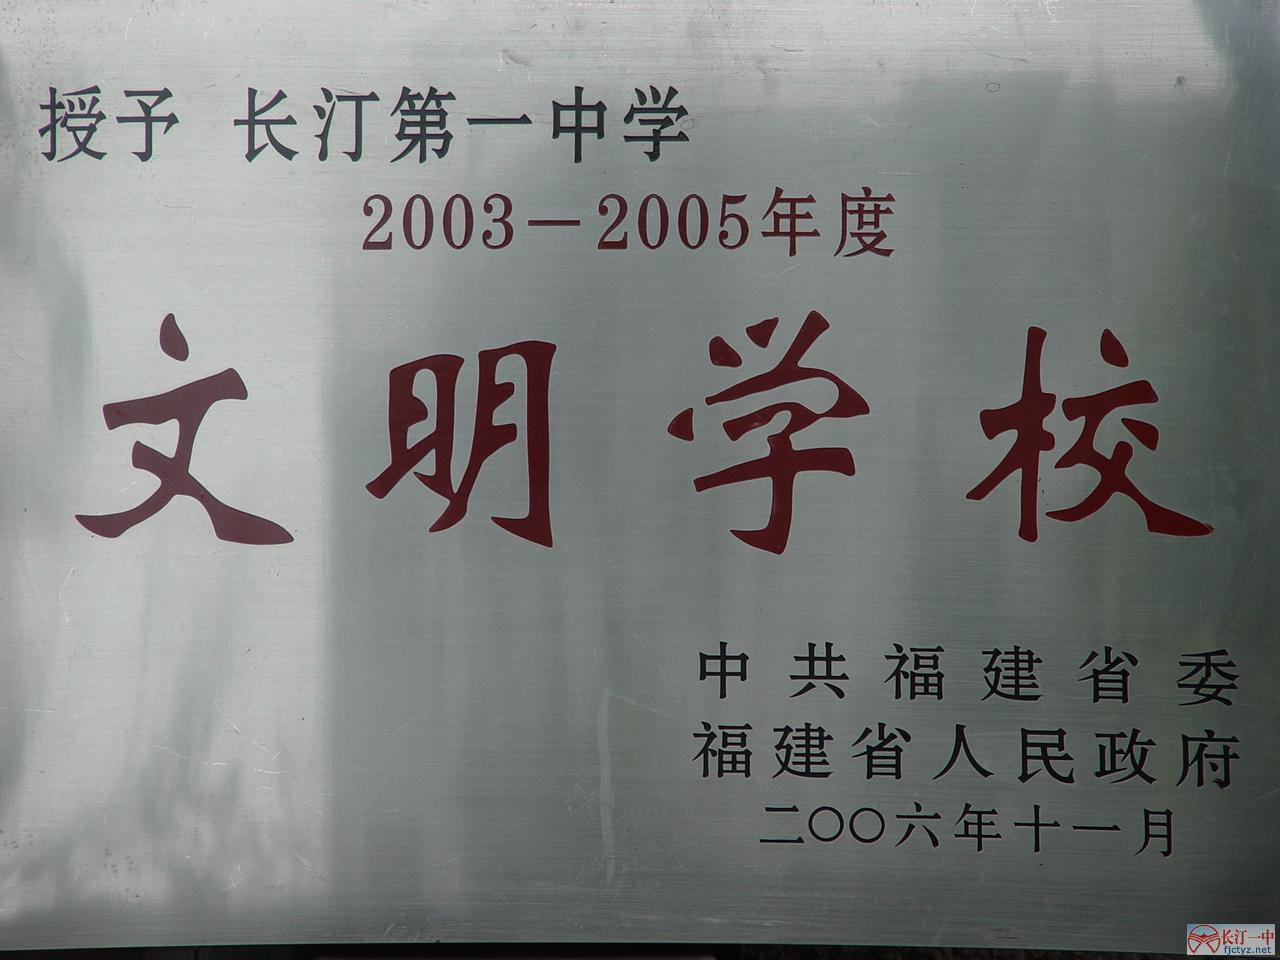 授予 长汀第一中学
2003－2005年度
文明学校
中共福建省委
福建省人民政府
二〇〇六年十一月
长汀一中
fjctyz.net